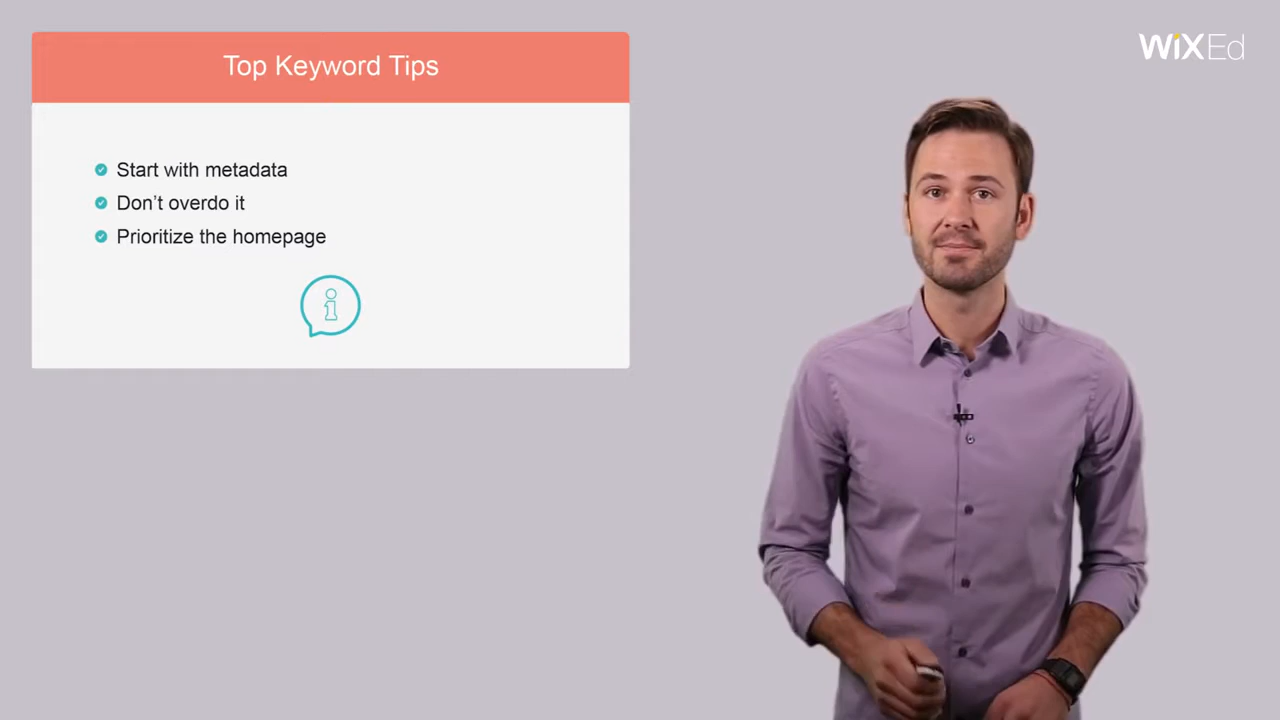 Top Keyword Tips
WiXEd
Start with metadata
Don’t overdo it
Prioritize the homepage